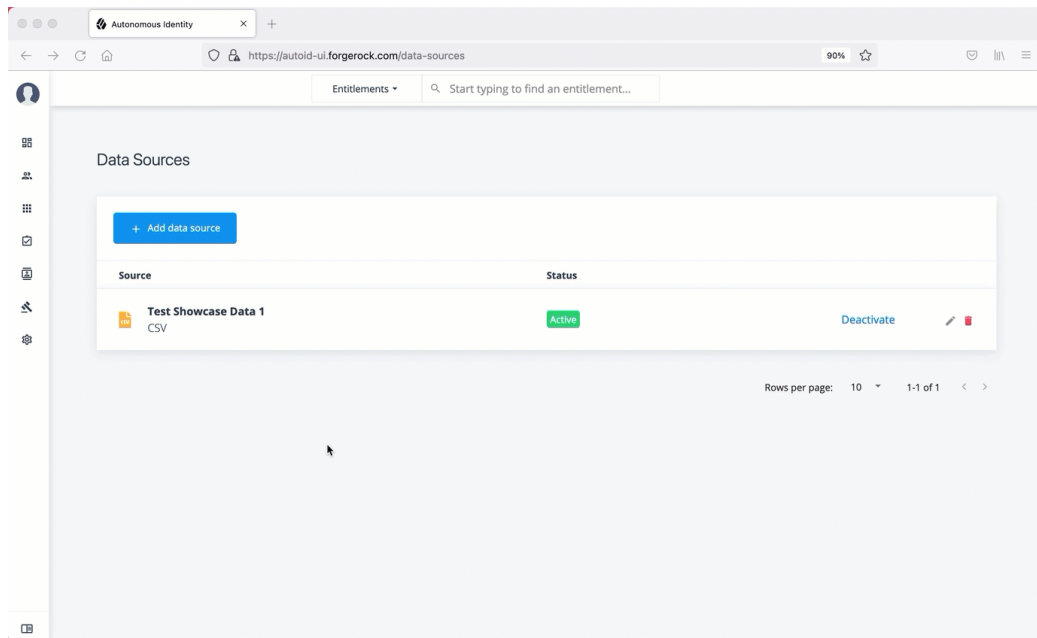 Autonomous Identity
https://autoid-ui.forgerock.com/data-sources
90%
Entitlements
Start typing to find an entitlement...
Data Sources
+ Add data source
Source Status
Test Showcase Data 1
CSV
Active
Deactivate
Rows per page: 10 1-1 of 1